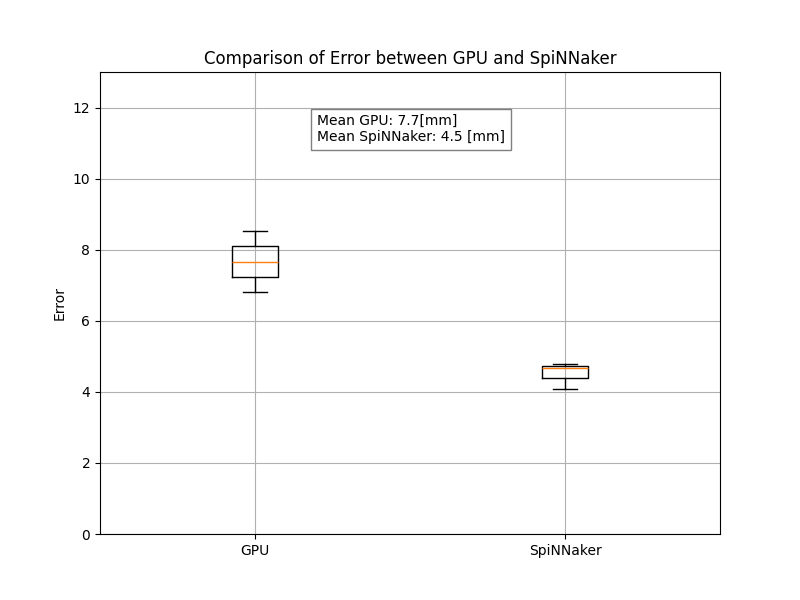 Comparison of Error between GPU and SpiNNaker
Mean GPU: 7.7[mm]
Mean SpiNNaker: 4.5 [mm]
12
10
8
6
4
2
0
Error
GPU
SpiNNaker